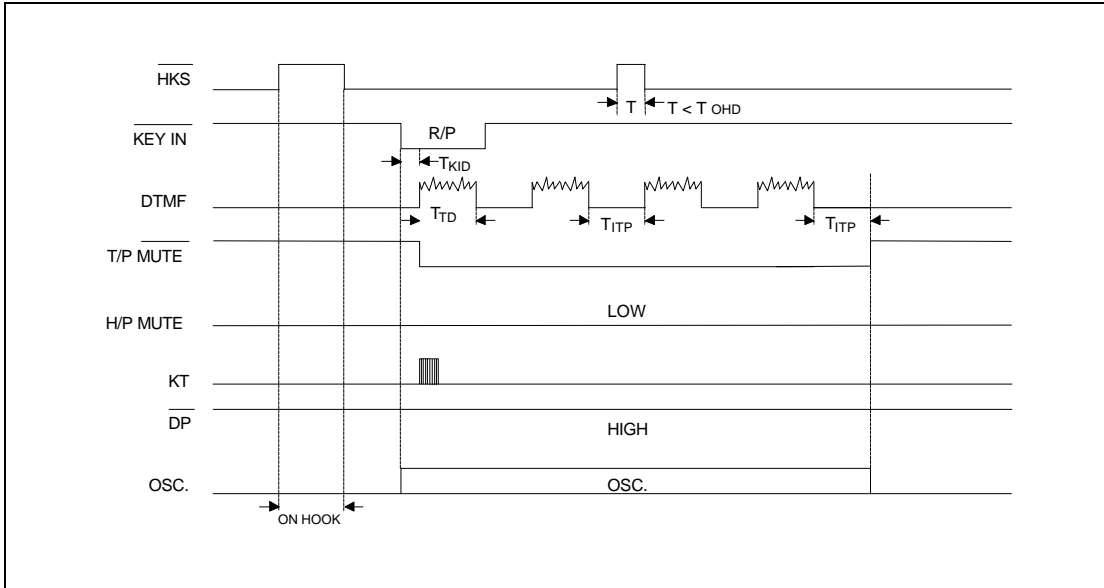 HKS
T T < T OHD
KEY IN R/P
TKID
DTMF
TTD TITP TITP
T/P MUTE
LOW
H/P MUTE
KT
DP
HIGH
OSC. OSC.
ON HOOK